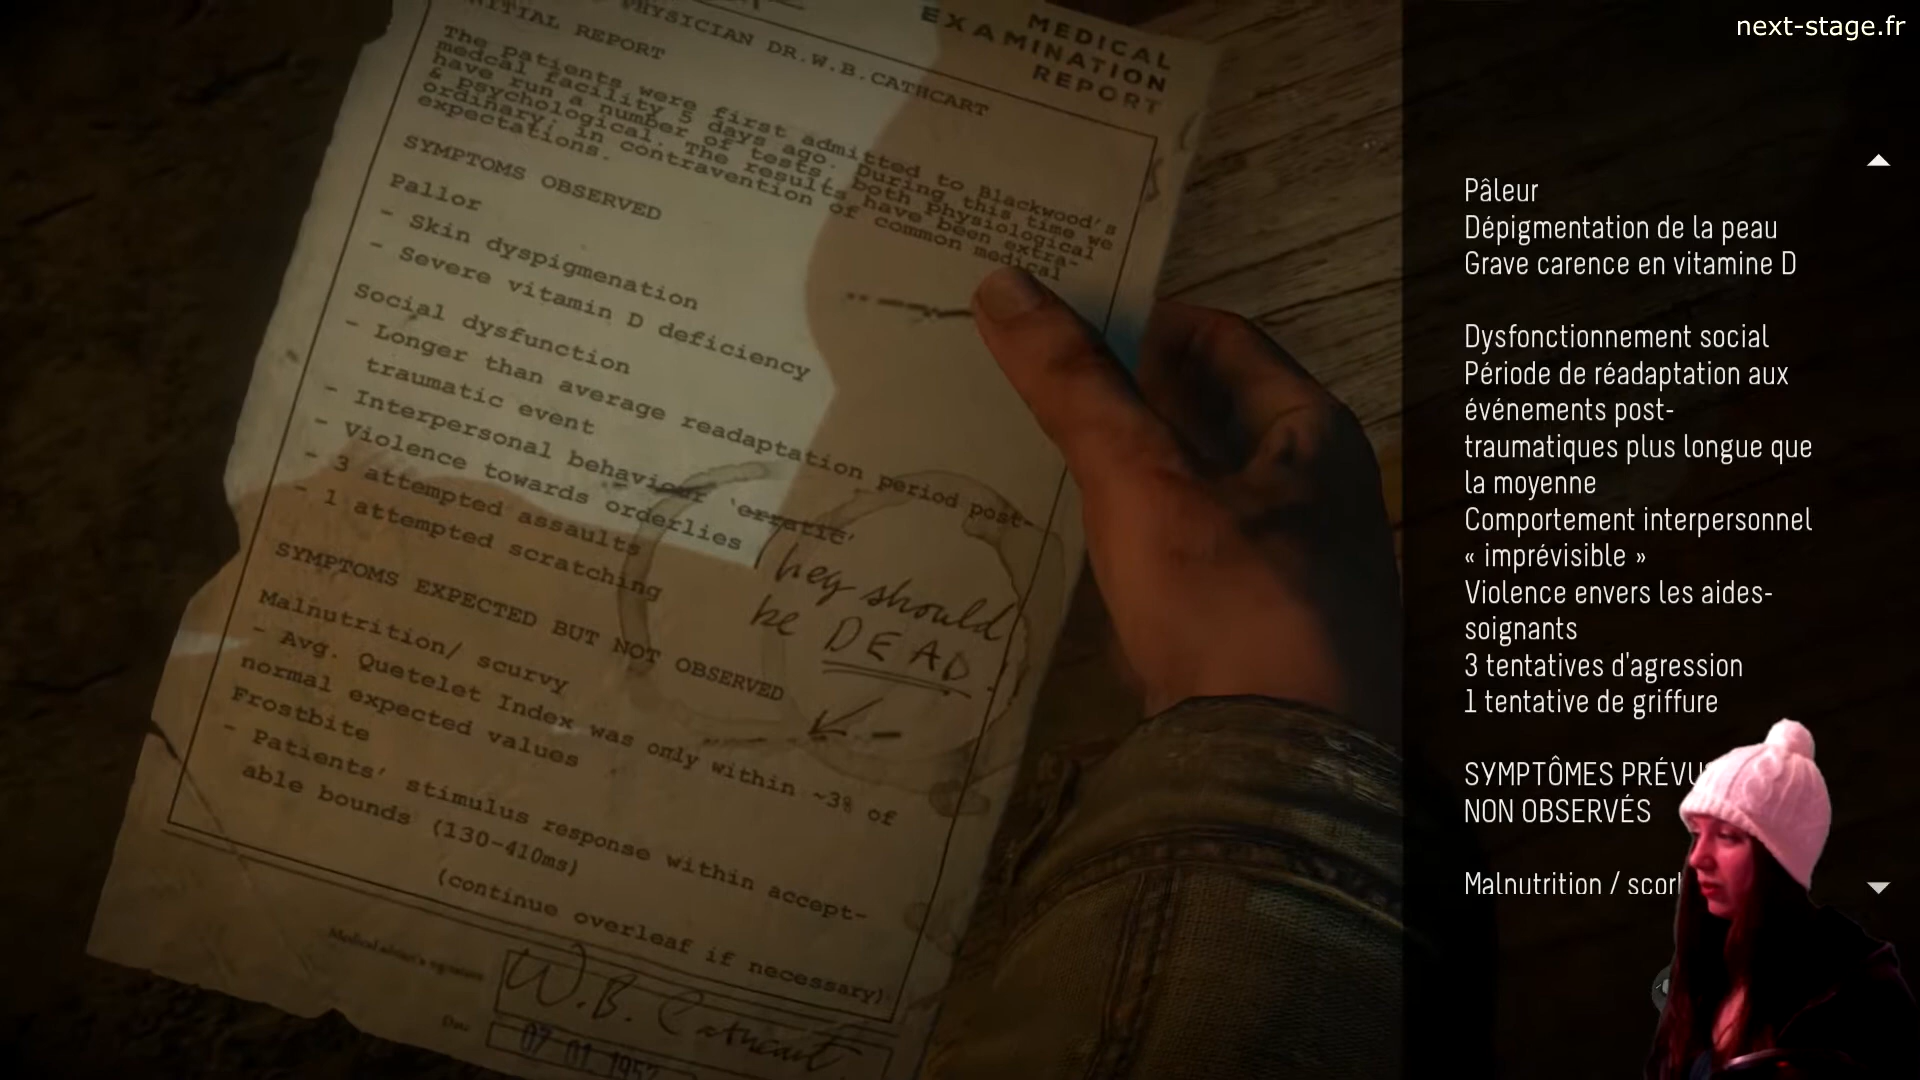 next-stage.fr
MEDICAL
EXAMINATION
REPORT
PHYSICIAN DR.W.B.CATHCART
INITIAL REPORT
The patients were first admitted to Blackwood's
medcal facility 5 days ago. During this time we
have run a number of tests, both physiological
& psychological. The results have been extra-
ordinary, in contravention of common medical
expectations.
SYMPTOMS OBSERVED
Pallor
- Skin dyspigmenation
- Severe vitamin D deficiency
Social dysfunction
- Longer than average readaptation period post-
traumatic event
- Interpersonal behaviour 'erratic'
- Violence towards orderlies
- 3 attempted assaults
- 1 attempted scratching
They should
be DEAD
SYMPTOMS EXPECTED BUT NOT OBSERVED
Malnutrition/ scurvy
- Avg. Quetelet Index was only within ~3% of
normal expected values
Frostbite
- Patients' stimulus response within accept-
able bounds (130-410ms)
(continue overleaf if necessary)
W.B. Cathcart
07 01 1957
Pâleur
Dépigmentation de la peau
Grave carence en vitamine D
Dysfonctionnement social
Période de réadaptation aux
événements post-
traumatiques plus longue que
la moyenne
Comportement interpersonnel
« imprévisible »
Violence envers les aides-
soignants
3 tentatives d'agression
1 tentative de griffure
SYMPTÔMES PRÉVUS
NON OBSERVÉS
Malnutrition /